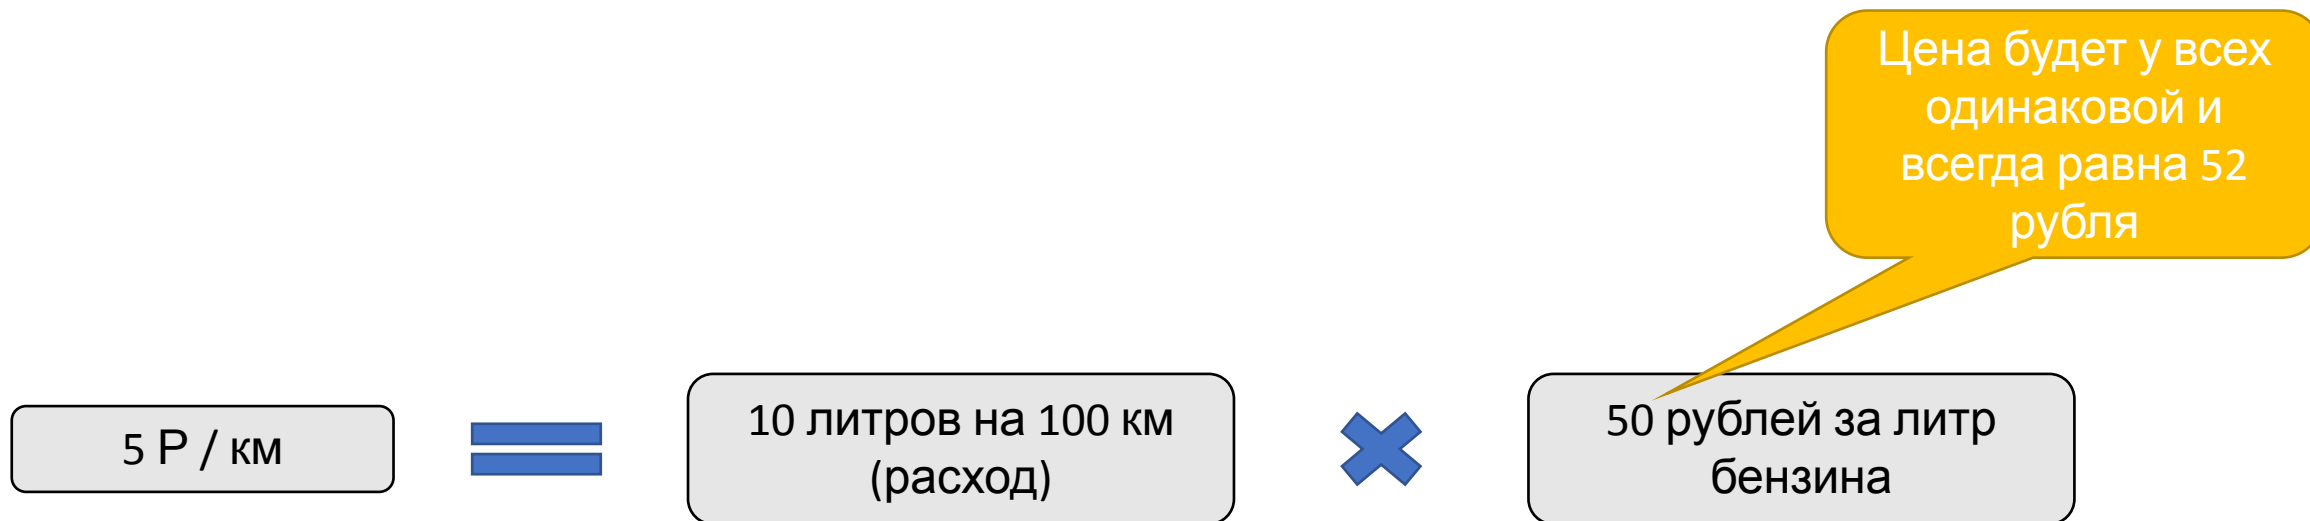 Цена будет у всех
одинаковой и
всегда равна 52
рубля
5 Р / км
10 литров на 100 км
(расход)
50 рублей за литр
бензина